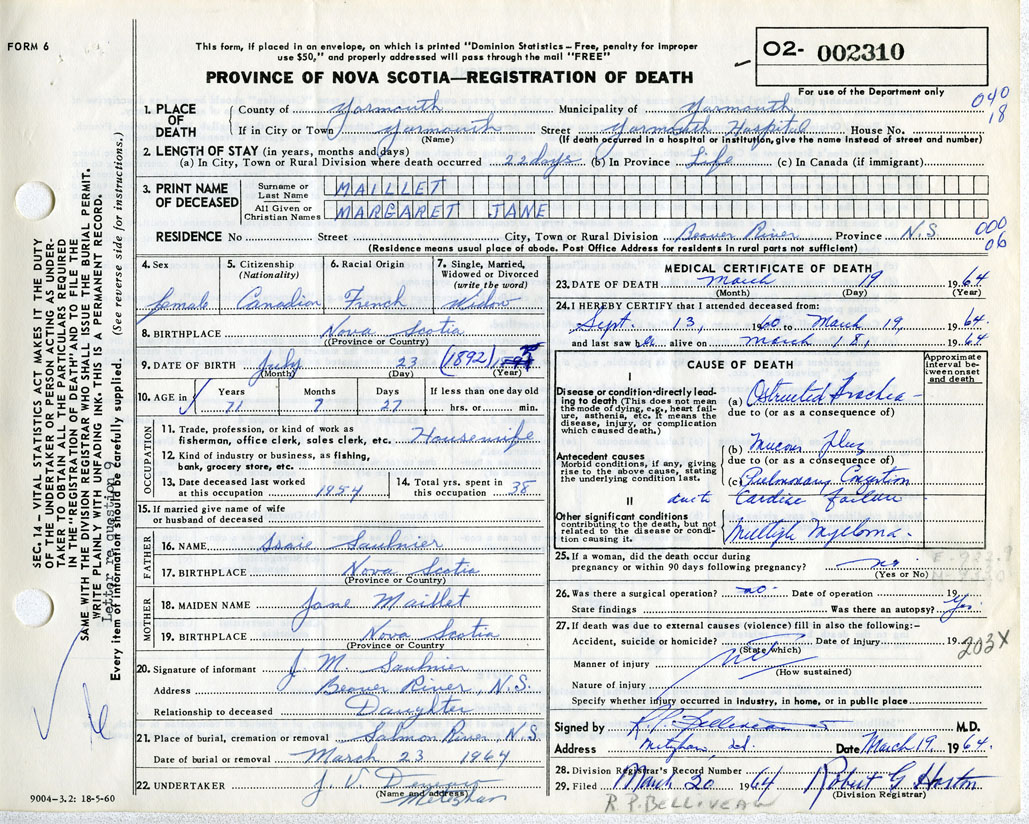 FORM 6
This form, if placed in an envelope, on which is printed "Dominion Statistics – Free, penalty for improper
use $50," and properly addressed will pass through the mail "FREE"
PROVINCE OF NOVA SCOTIA—REGISTRATION OF DEATH
O2- 002310
For use of the Department only
040
18
1. PLACE OF DEATH
County of Yarmouth Municipality of Yarmouth
If in City or Town Yarmouth Street Yarmouth Hospital House No.
(Name) (If death occurred in a hospital or institution, give the name instead of street and number)
2. LENGTH OF STAY (in years, months and days)
(a) In City, Town or Rural Division where death occurred 22 days (b) In Province Life (c) In Canada (if immigrant)
3. PRINT NAME OF DECEASED
Surname or Last Name MAILLET
All Given or Christian Names MARGARET JANE
RESIDENCE No Street City, Town or Rural Division Beaver River Province N.S.
000
06
(Residence means usual place of abode. Post Office Address for residents in rural parts not sufficient)
4. Sex female
5. Citizenship (Nationality) Canadian
6. Racial Origin French
7. Single, Married, Widowed or Divorced (write the word) Widow
8. BIRTHPLACE Nova Scotia
(Province or Country)
9. DATE OF BIRTH July 23 (1892)
(Month) (Day) (Year)
10. AGE in Years 71 Months 7 Days 27 If less than one day old hrs. or min.
OCCUPATION
11. Trade, profession, or kind of work as
fisherman, office clerk, sales clerk, etc. Housewife
12. Kind of industry or business, as fishing,
bank, grocery store, etc.
13. Date deceased last worked at this occupation 1954
14. Total yrs. spent in this occupation 38
15. If married give name of wife
or husband of deceased
FATHER
16. NAME Isaie Saulnier
17. BIRTHPLACE Nova Scotia
(Province or Country)
MOTHER
18. MAIDEN NAME Jane Maillet
19. BIRTHPLACE Nova Scotia
(Province or Country
20. Signature of informant J M Saulnier
Address Beaver River, N.S.
Relationship to deceased Daughter
21. Place of burial, cremation or removal Salmon River N.S.
Date of burial or removal March 23 1964
22. UNDERTAKER J. V.
(Name and address)
Meteghan
9004–3.2: 18-5-60
MEDICAL CERTIFICATE OF DEATH
23. DATE OF DEATH March 19 1964
(Month) (Day) (Year)
24. I HEREBY CERTIFY that I attended deceased from:
Sept. 13, 1960 to March 19, 1964
and last saw her alive on March 18, 1964
CAUSE OF DEATH
Approximate interval between onset and death
I
Disease or condition directly leading to death (This does not mean the mode of dying, e.g., heart failure, asthenia, etc. It means the disease, injury, or complication which caused death.)
(a) Obstructed Trachea
due to (or as a consequence of)
Antecedent causes
Morbid conditions, if any, giving rise to the above cause, stating the underlying condition last.
(b) Mucous plug
due to (or as a consequence of)
(c) Pulmonary Congestion
II
Cardiac failure
Other significant conditions
contributing to the death, but not related to the disease or condition causing it.
Multiple Myeloma.
25. If a woman, did the death occur during
pregnancy or within 90 days following pregnancy? no
(Yes or No)
26. Was there a surgical operation? no Date of operation 19
State findings Was there an autopsy? Yes
27. If death was due to external causes (violence) fill in also the following:–
Accident, suicide or homicide? Date of injury 19
203X
(State which)
Manner of injury nil
(How sustained)
Nature of injury
Specify whether injury occurred in industry, in home, or in public place
Signed by R. P. Belliveau M.D.
Address Meteghan, Date March 19 1964.
28. Division Registrar's Record Number
29. Filed March 20 1964 Robert G
(Division Registrar)
R.P. BELLIVEAU
SEC. 14 – VITAL STATISTICS ACT MAKES IT THE DUTY
OF THE UNDERTAKER OR PERSON ACTING AS UNDER-
TAKER TO OBTAIN ALL THE PARTICULARS REQUIRED
IN THE "REGISTRATION OF DEATH" AND TO FILE THE
SAME WITH THE DIVISION REGISTRAR WHO SHALL ISSUE THE BURIAL PERMIT.
WRITE PLAINLY WITH UNFADING INK. THIS IS A PERMANENT RECORD.
Letter re question 9
Every item of information should be carefully supplied. (See reverse side for instructions.)